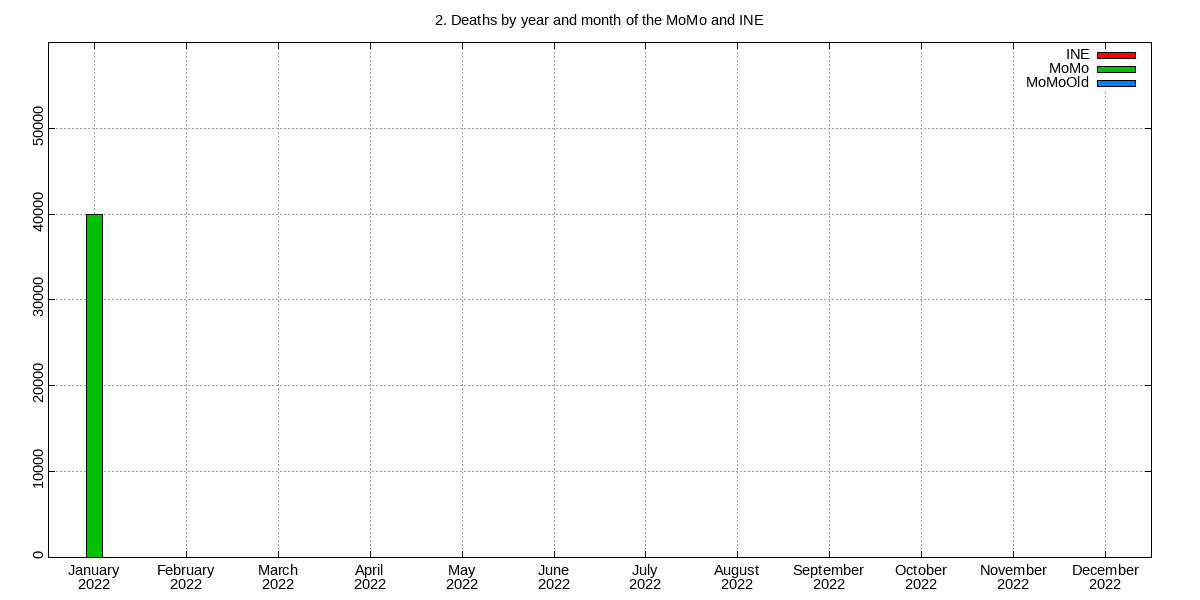 2. Deaths by year and month of the MoMo and INE
INE
MoMo
MoMoOld
50000
40000
30000
20000
10000
0
January February March April May June July August September October November December
2022 2022 2022 2022 2022 2022 2022 2022 2022 2022 2022 2022